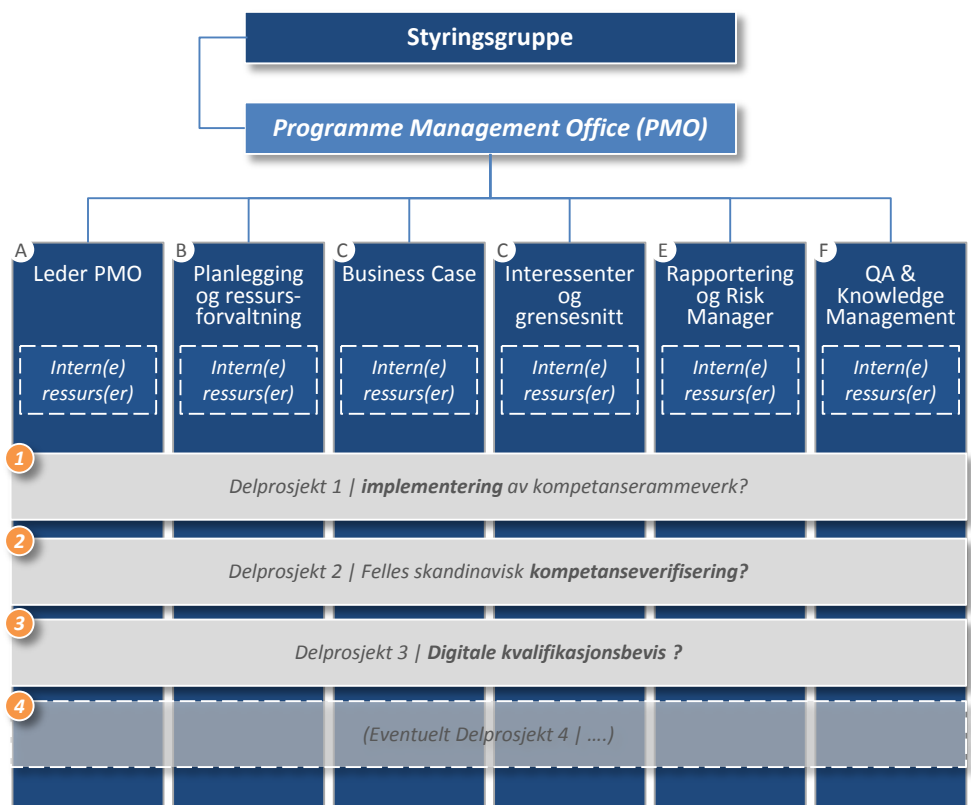 Styringsgruppe
Programme Management Office (PMO)
A
Leder PMO
Intern(e)
ressurs(er)
B
Planlegging
og ressurs-
forvaltning
Intern(e)
ressurs(er)
C
Business Case
Intern(e)
ressurs(er)
C
Interessenter
og
grensesnitt
Intern(e)
ressurs(er)
E
Rapportering
og Risk
Manager
Intern(e)
ressurs(er)
F
QA &
Knowledge
Management
Intern(e)
ressurs(er)
1
Delprosjekt 1 | implementering av kompetanserammeverk?
2
Delprosjekt 2 | Felles skandinavisk kompetanseverifisering?
3
Delprosjekt 3 | Digitale kvalifikasjonsbevis ?
4
(Eventuelt Delprosjekt 4 | ....)